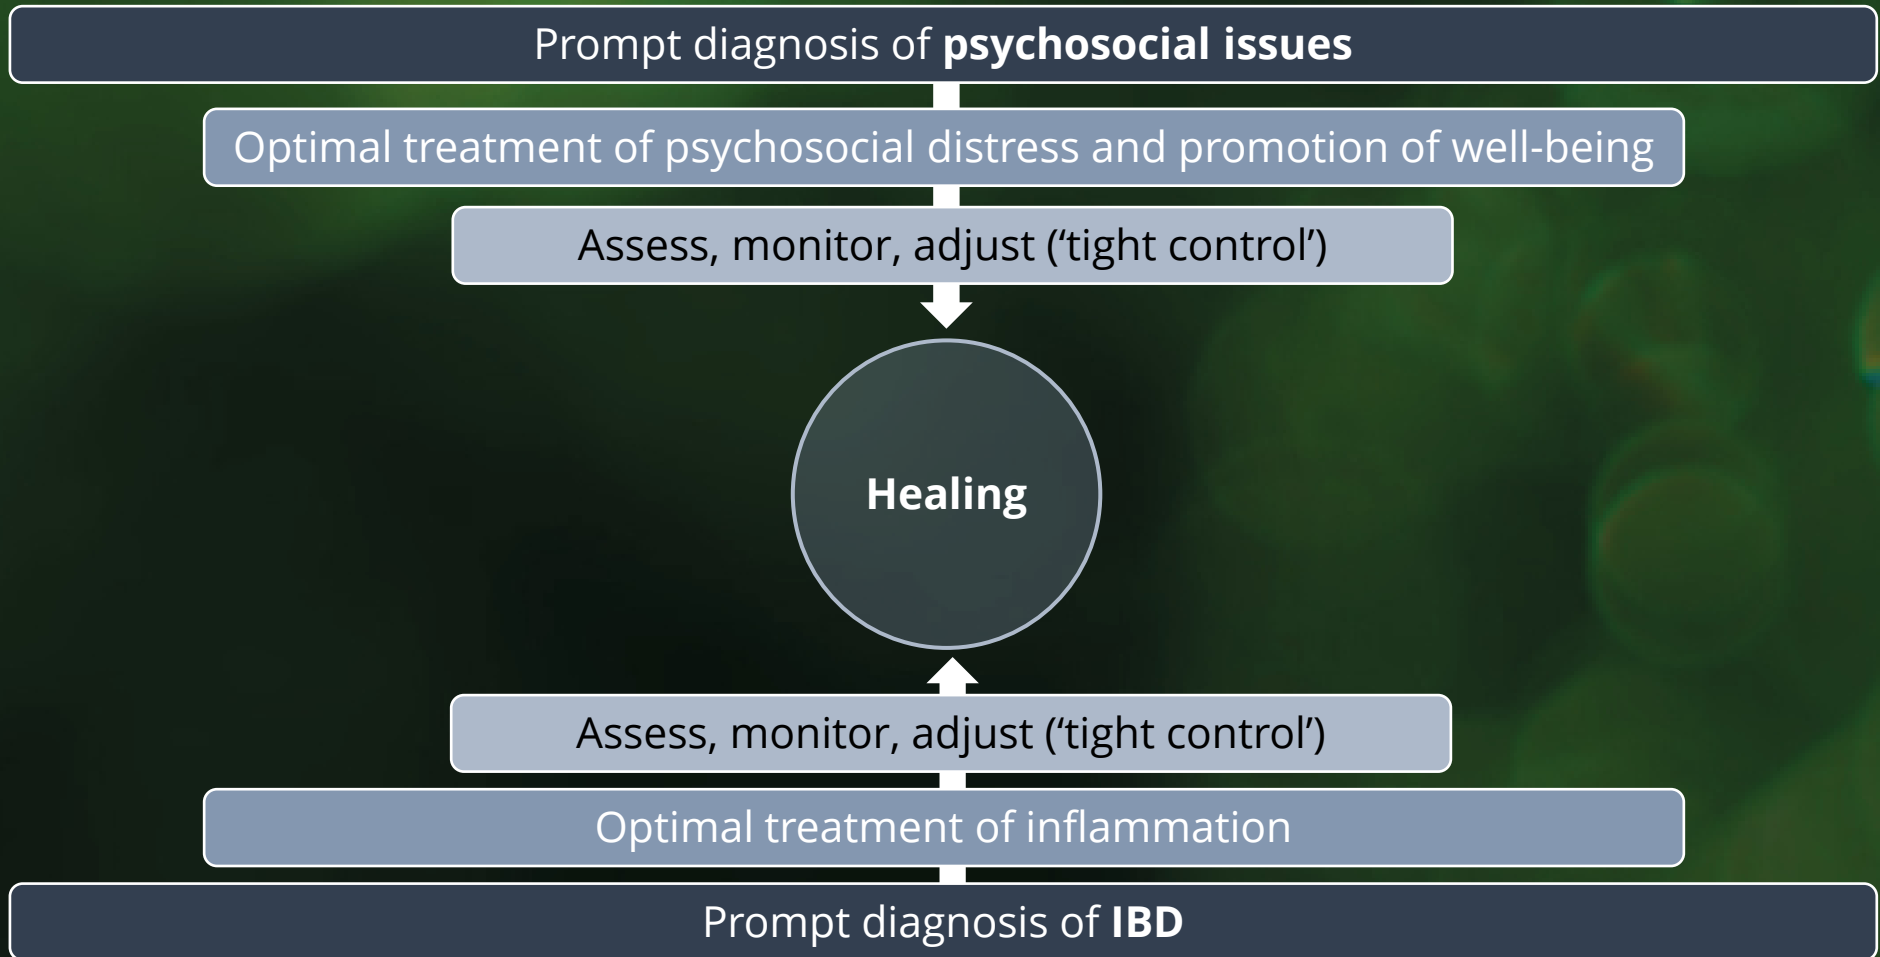 Prompt diagnosis of psychosocial issues
Optimal treatment of psychosocial distress and promotion of well-being
Assess, monitor, adjust (‘tight control’)
Healing
Assess, monitor, adjust (‘tight control’)
Optimal treatment of inflammation
Prompt diagnosis of IBD